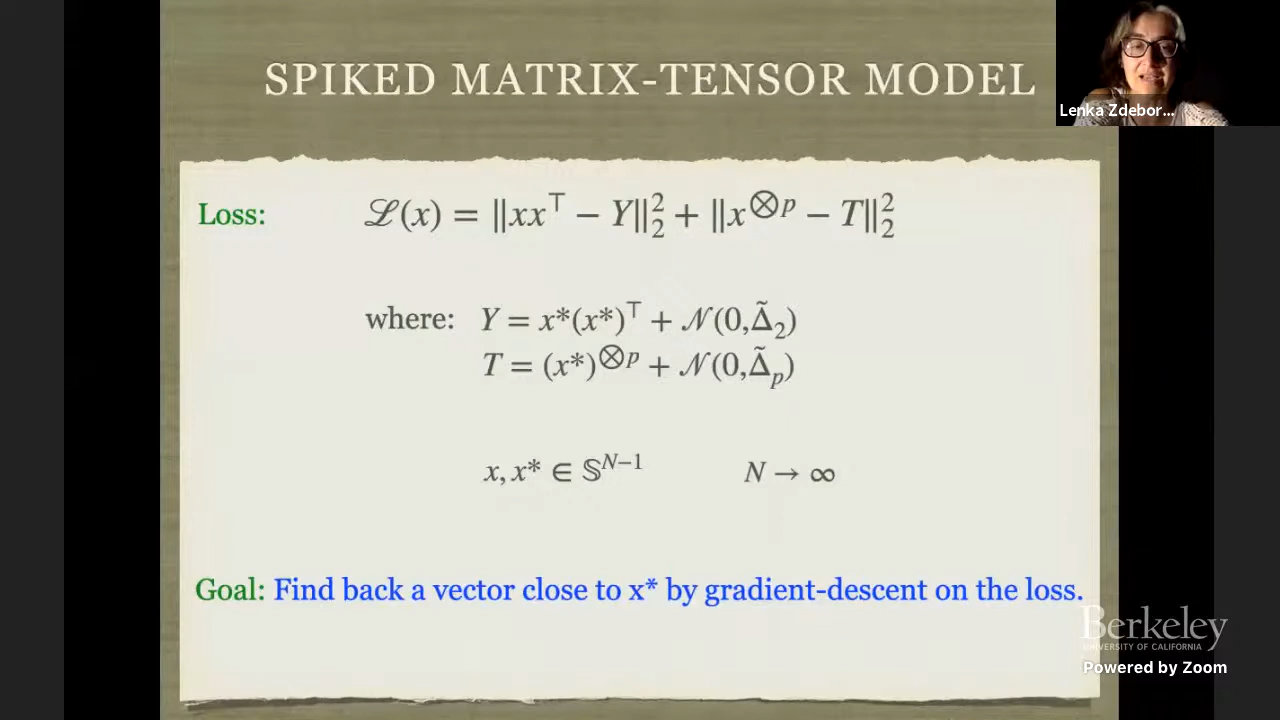 SPIKED MATRIX-TENSOR MODEL
Lenka Zdebor...
Loss: ℒ(x) = ‖xx⊤ − Y‖₂² + ‖x^⊗p − T‖₂²
where: Y = x*(x*)⊤ + 𝒩(0,Δ̃₂)
T = (x*)^⊗p + 𝒩(0,Δ̃ₚ)
x, x* ∈ 𝕊^N−1 N → ∞
Goal: Find back a vector close to x* by gradient-descent on the loss.
Berkeley
UNIVERSITY OF CALIFORNIA
Powered by Zoom